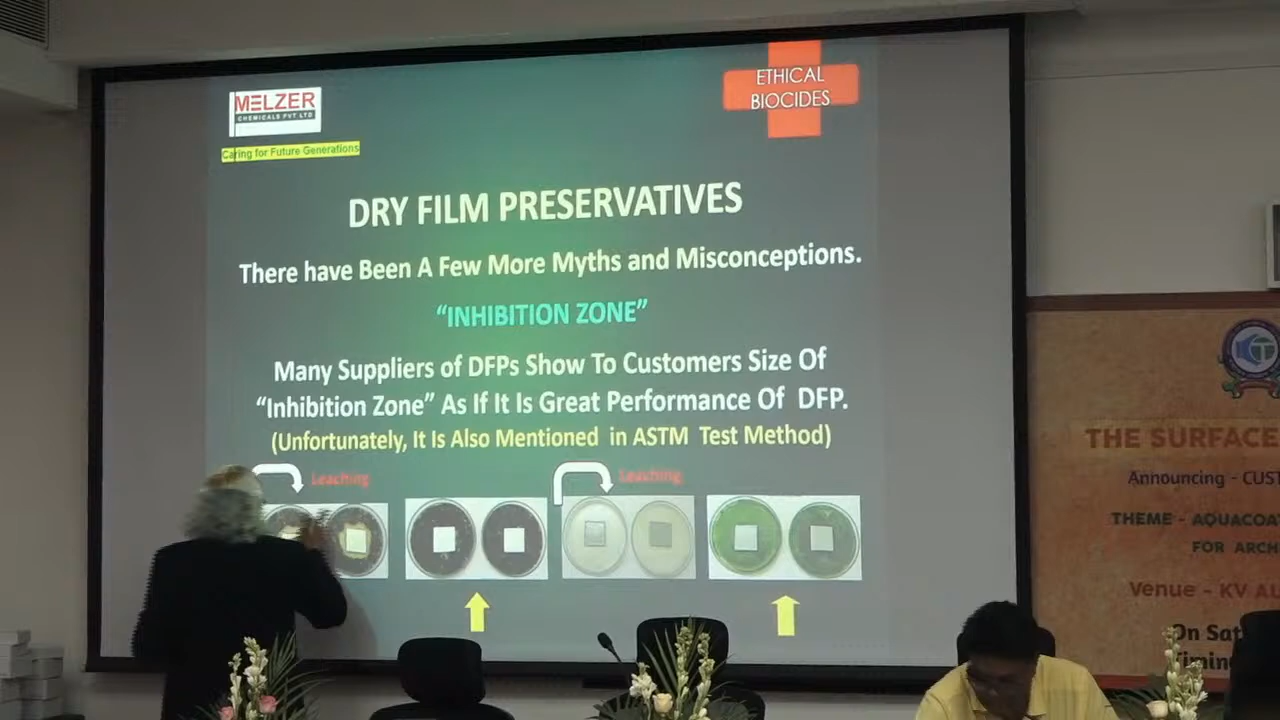 MELZER
CHEMICALS PVT LTD
Caring for Future Generations
ETHICAL
BIOCIDES
DRY FILM PRESERVATIVES
There have Been A Few More Myths and Misconceptions.
“INHIBITION ZONE”
Many Suppliers of DFPs Show To Customers Size Of
“Inhibition Zone” As If It Is Great Performance Of DFP.
(Unfortunately, It Is Also Mentioned in ASTM Test Method)
Leaching
Leaching
THE SURFACE
Announcing - CUST
THEME - AQUACOA
FOR ARCH
Venue - KV AU
On Sat